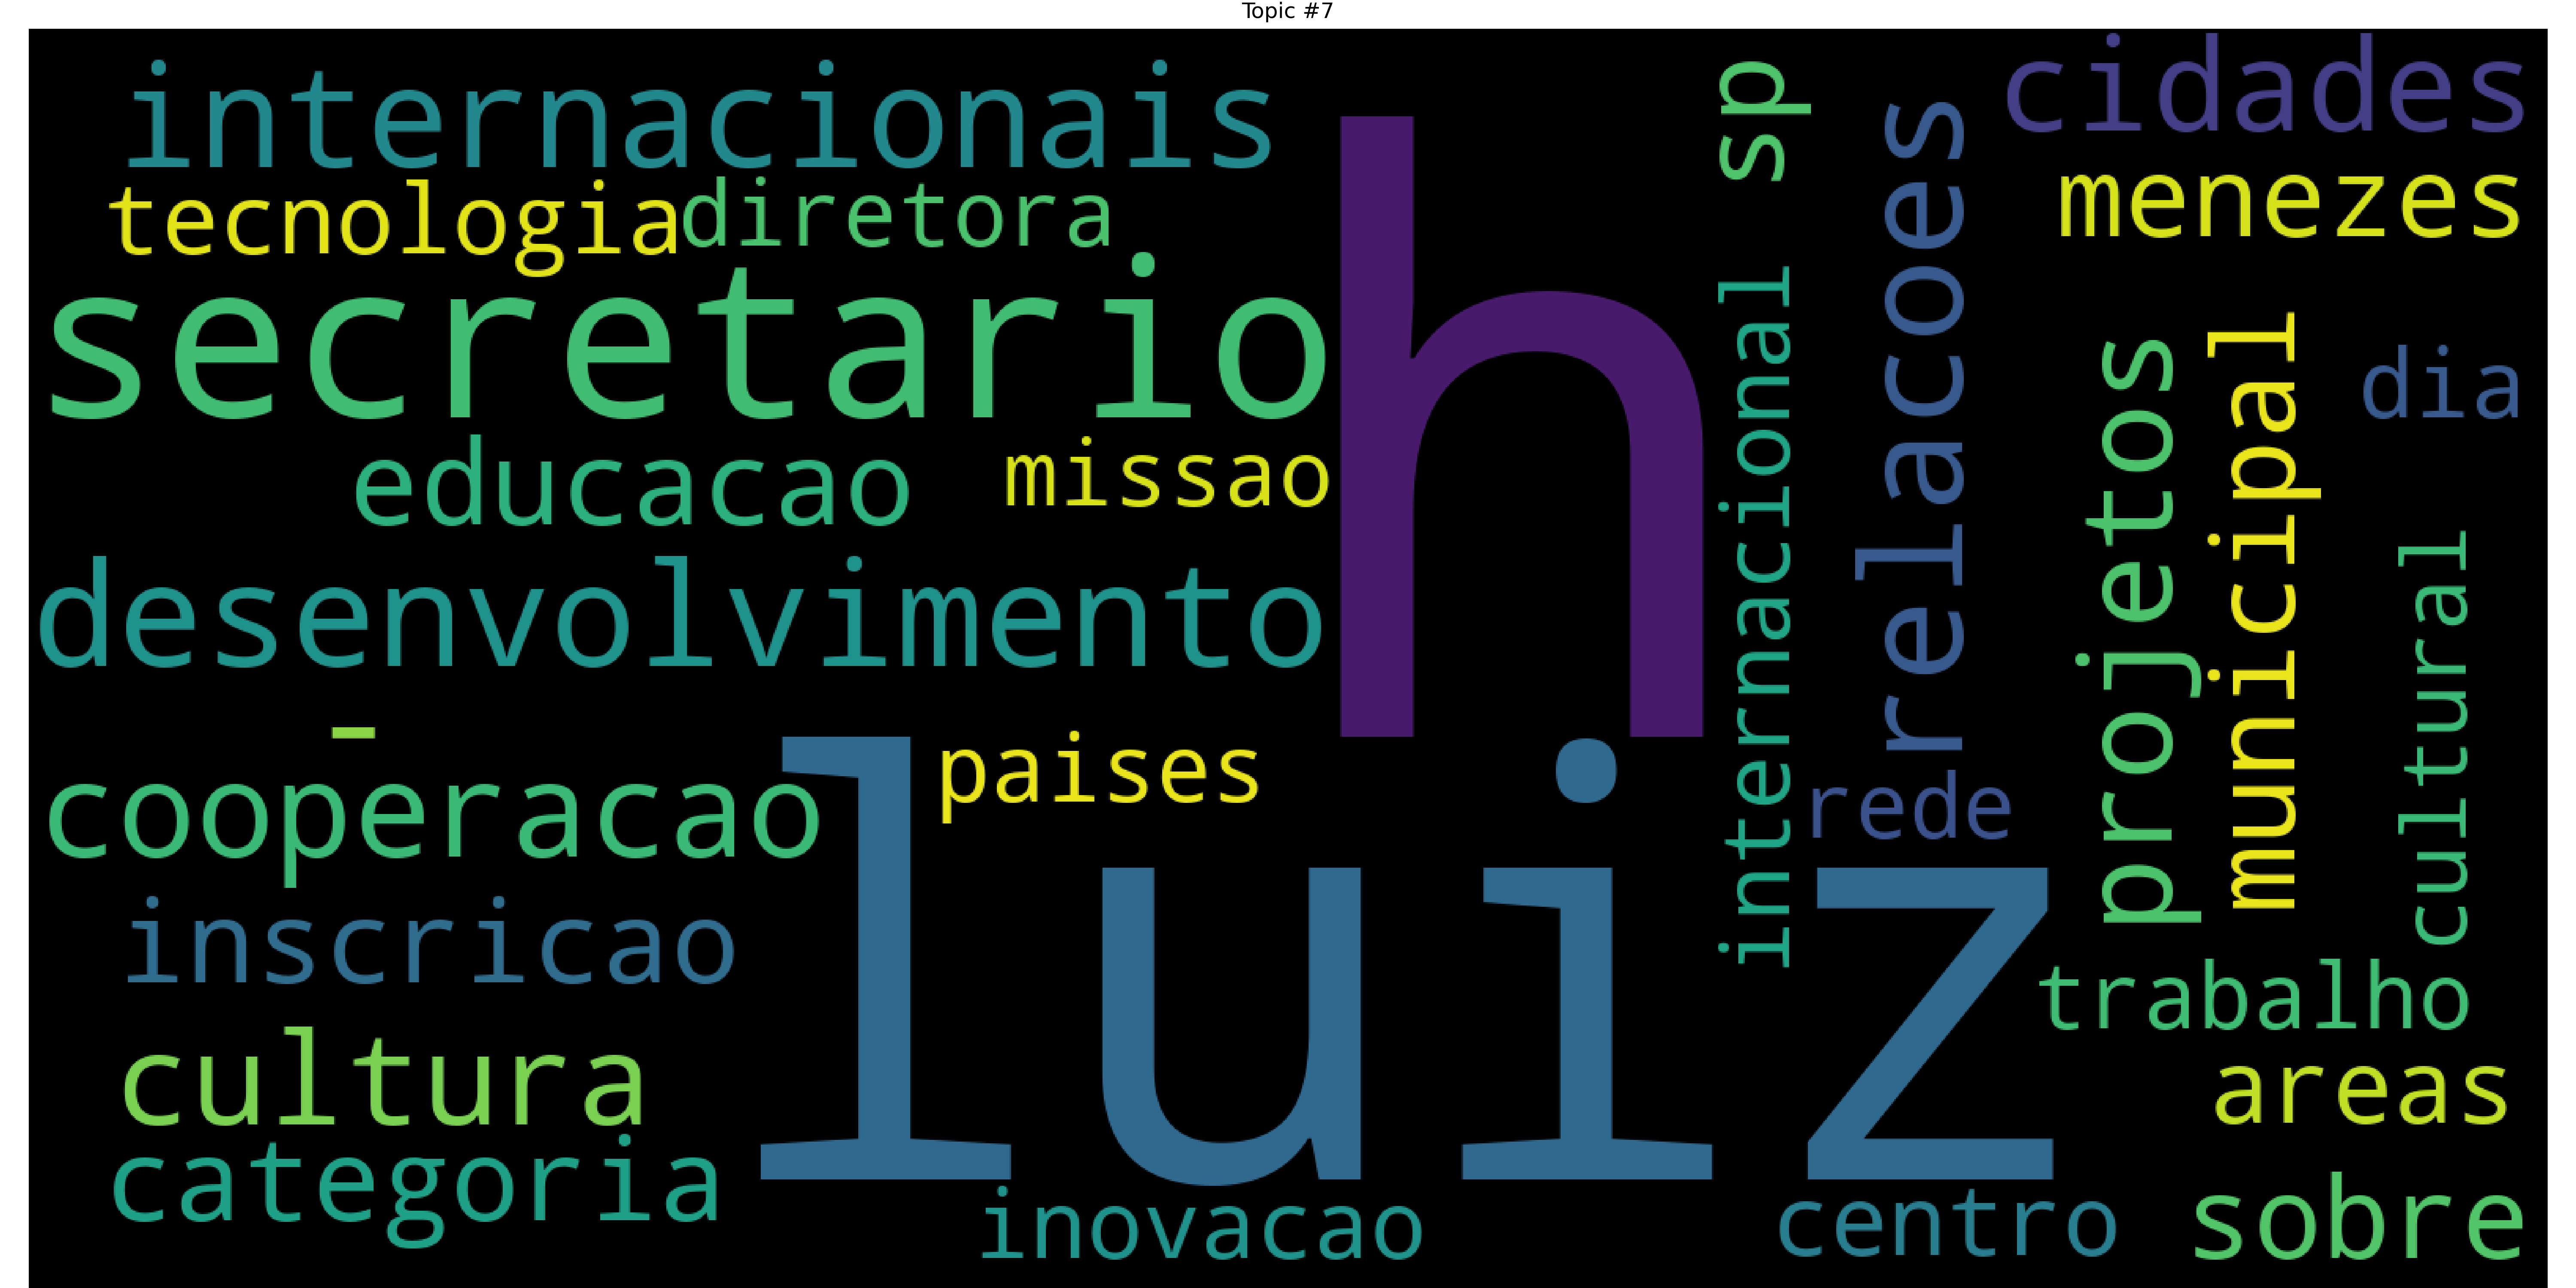 Topic #7
internacionais
tecnologia
diretora
secretario
educacao
missao
desenvolvimento
-
cooperacao
paises
inscricao
cultura
categoria
inovacao
h
luiz
sp
internacional
relacoes
rede
cidades
menezes
projetos
municipal
dia
cultural
trabalho
areas
centro
sobre